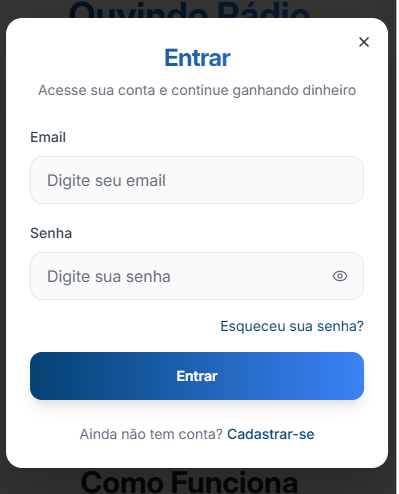 Ouvindo Rádio
Entrar
Acesse sua conta e continue ganhando dinheiro
Email
Digite seu email
Senha
Digite sua senha
Esqueceu sua senha?
Entrar
Ainda não tem conta? Cadastrar-se
Como Funciona